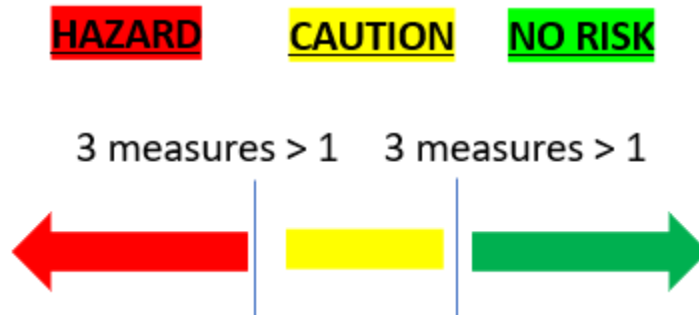 HAZARD CAUTION NO RISK
3 measures > 1 3 measures > 1